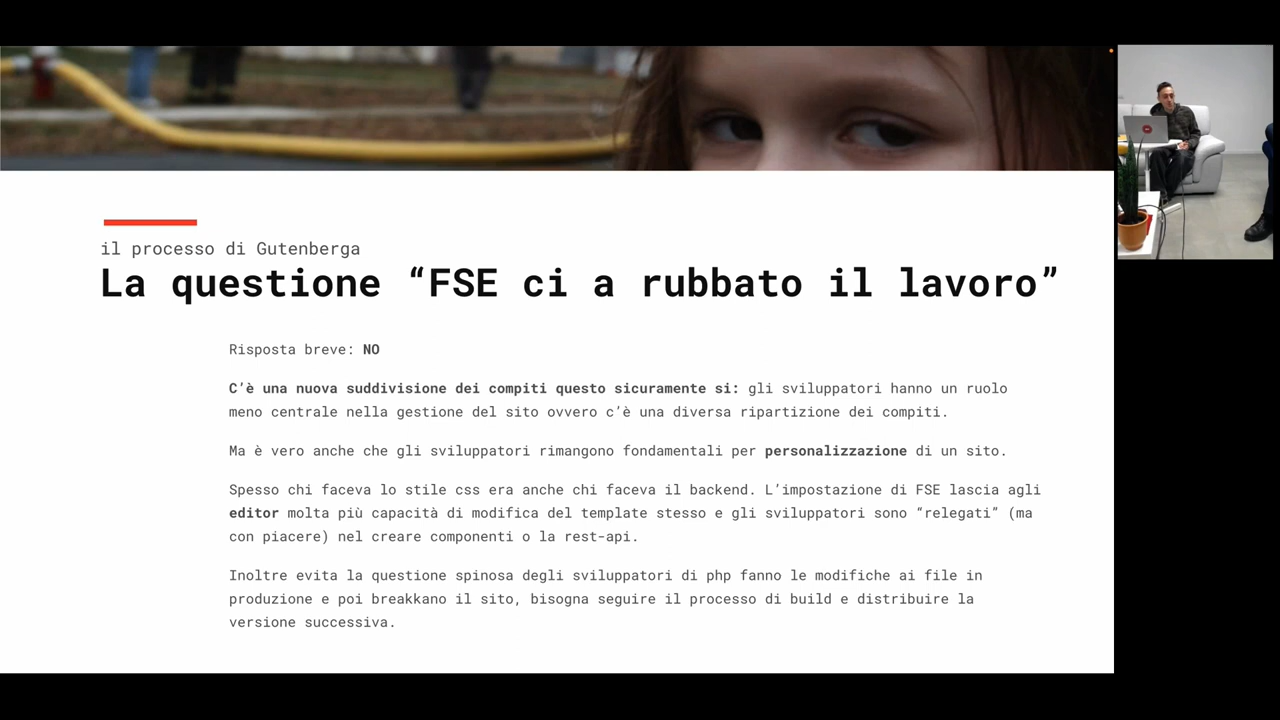 il processo di Gutenberga
La questione “FSE ci a rubbato il lavoro”
Risposta breve: NO
C’è una nuova suddivisione dei compiti questo sicuramente si: gli sviluppatori hanno un ruolo
meno centrale nella gestione del sito ovvero c’è una diversa ripartizione dei compiti.
Ma è vero anche che gli sviluppatori rimangono fondamentali per personalizzazione di un sito.
Spesso chi faceva lo stile css era anche chi faceva il backend. L’impostazione di FSE lascia agli
editor molta più capacità di modifica del template stesso e gli sviluppatori sono “relegati” (ma
con piacere) nel creare componenti o la rest-api.
Inoltre evita la questione spinosa degli sviluppatori di php fanno le modifiche ai file in
produzione e poi breakkano il sito, bisogna seguire il processo di build e distribuire la
versione successiva.